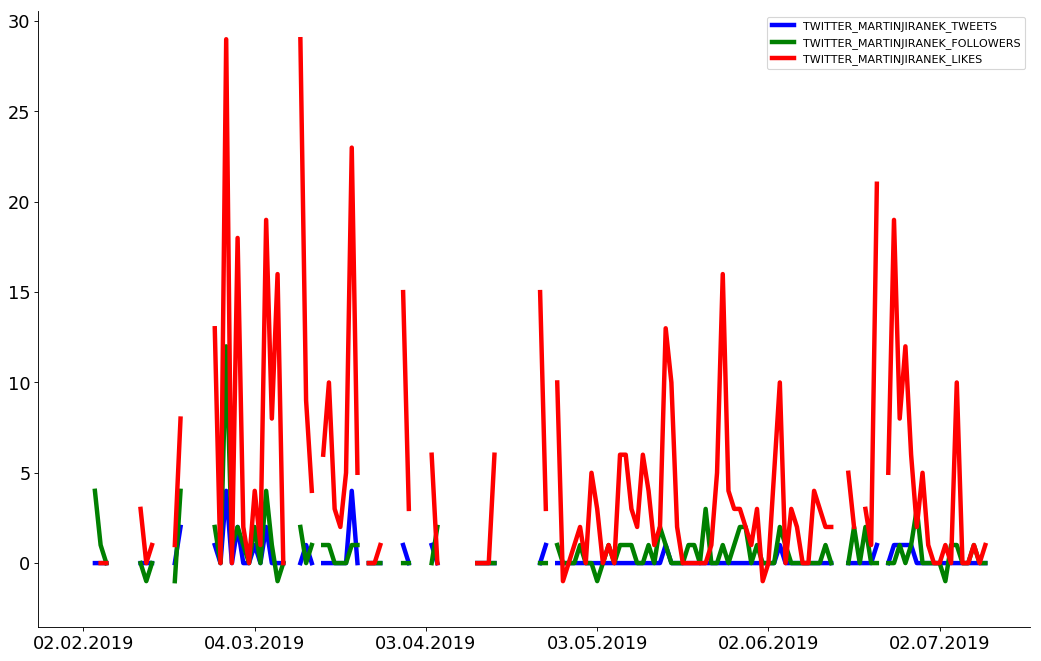 30
25
20
15
10
5
0
02.02.2019 04.03.2019 03.04.2019 03.05.2019 02.06.2019 02.07.2019
TWITTER_MARTINJIRANEK_TWEETS
TWITTER_MARTINJIRANEK_FOLLOWERS
TWITTER_MARTINJIRANEK_LIKES